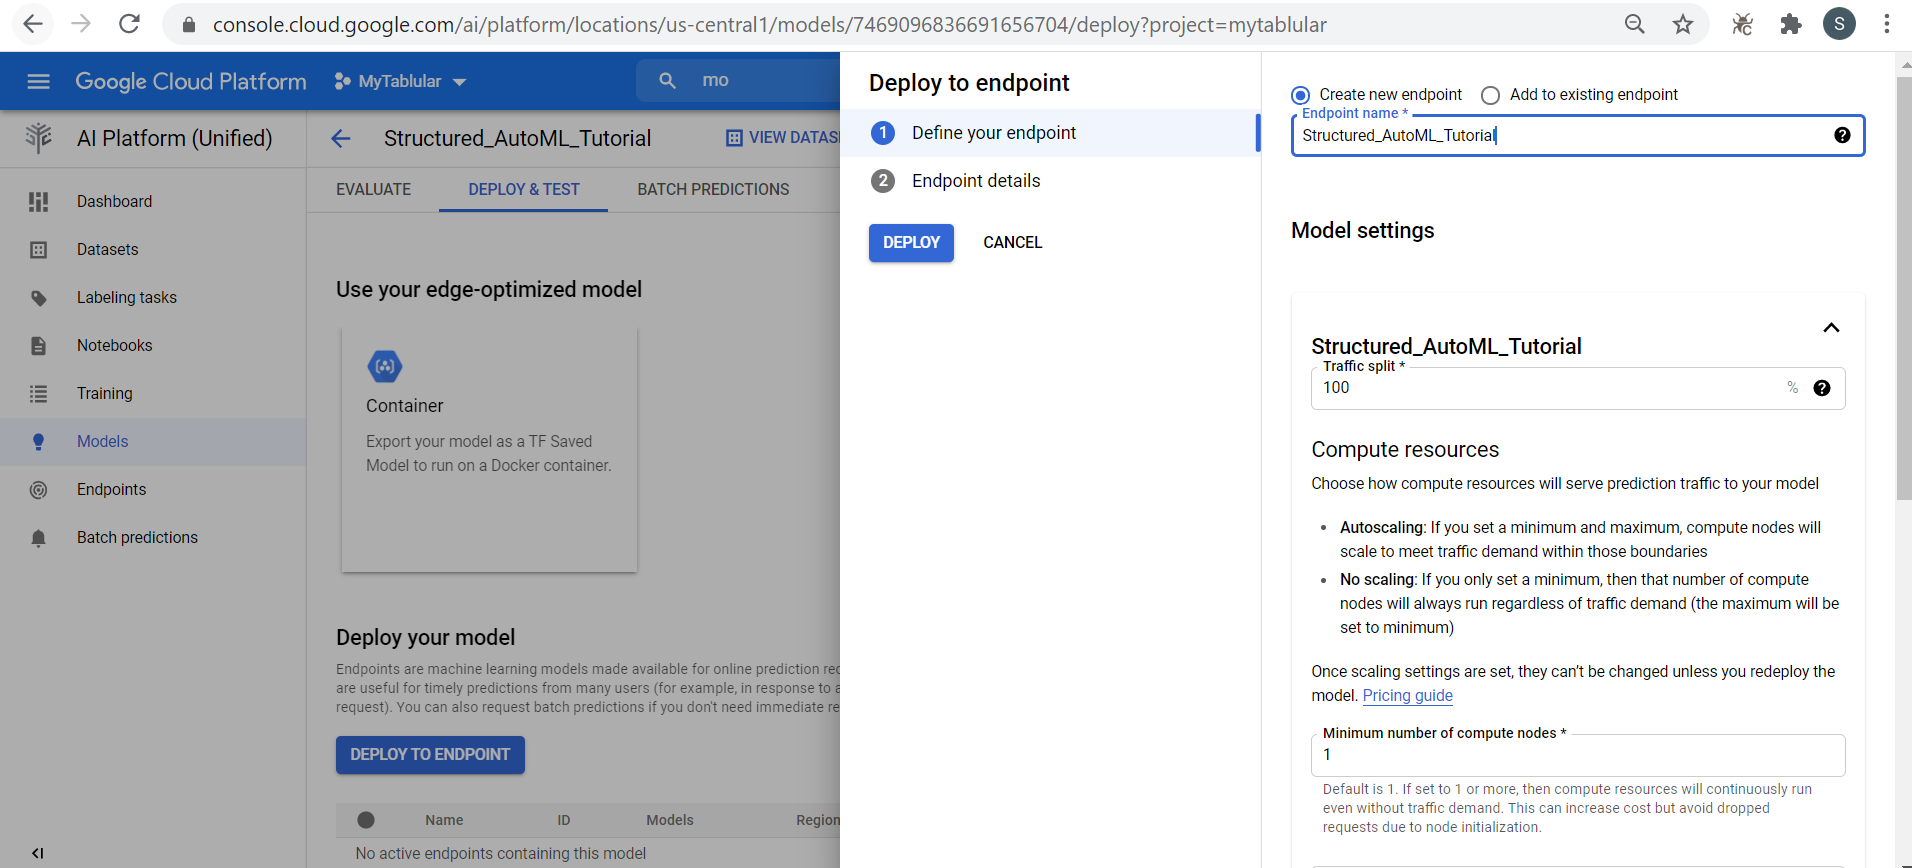 console.cloud.google.com/ai/platform/locations/us-central1/models/7469096836691656704/deploy?project=mytablular
S
Google Cloud Platform
MyTablular
mo
AI Platform (Unified)
Dashboard
Datasets
Labeling tasks
Notebooks
Training
Models
Endpoints
Batch predictions
Structured_AutoML_Tutorial
VIEW DATAS
EVALUATE
DEPLOY & TEST
BATCH PREDICTIONS
Use your edge-optimized model
Container
Export your model as a TF Saved
Model to run on a Docker container.
Deploy your model
Endpoints are machine learning models made available for online prediction rec
are useful for timely predictions from many users (for example, in response to a
request). You can also request batch predictions if you don't need immediate re
DEPLOY TO ENDPOINT
Name ID Models Region
No active endpoints containing this model
Deploy to endpoint
1 Define your endpoint
2 Endpoint details
DEPLOY
CANCEL
Create new endpoint
Add to existing endpoint
Endpoint name *
Structured_AutoML_Tutorial
Model settings
Structured_AutoML_Tutorial
Traffic split *
100 %
Compute resources
Choose how compute resources will serve prediction traffic to your model
• Autoscaling: If you set a minimum and maximum, compute nodes will
scale to meet traffic demand within those boundaries
• No scaling: If you only set a minimum, then that number of compute
nodes will always run regardless of traffic demand (the maximum will be
set to minimum)
Once scaling settings are set, they can't be changed unless you redeploy the
model. Pricing guide
Minimum number of compute nodes *
1
Default is 1. If set to 1 or more, then compute resources will continuously run
even without traffic demand. This can increase cost but avoid dropped
requests due to node initialization.